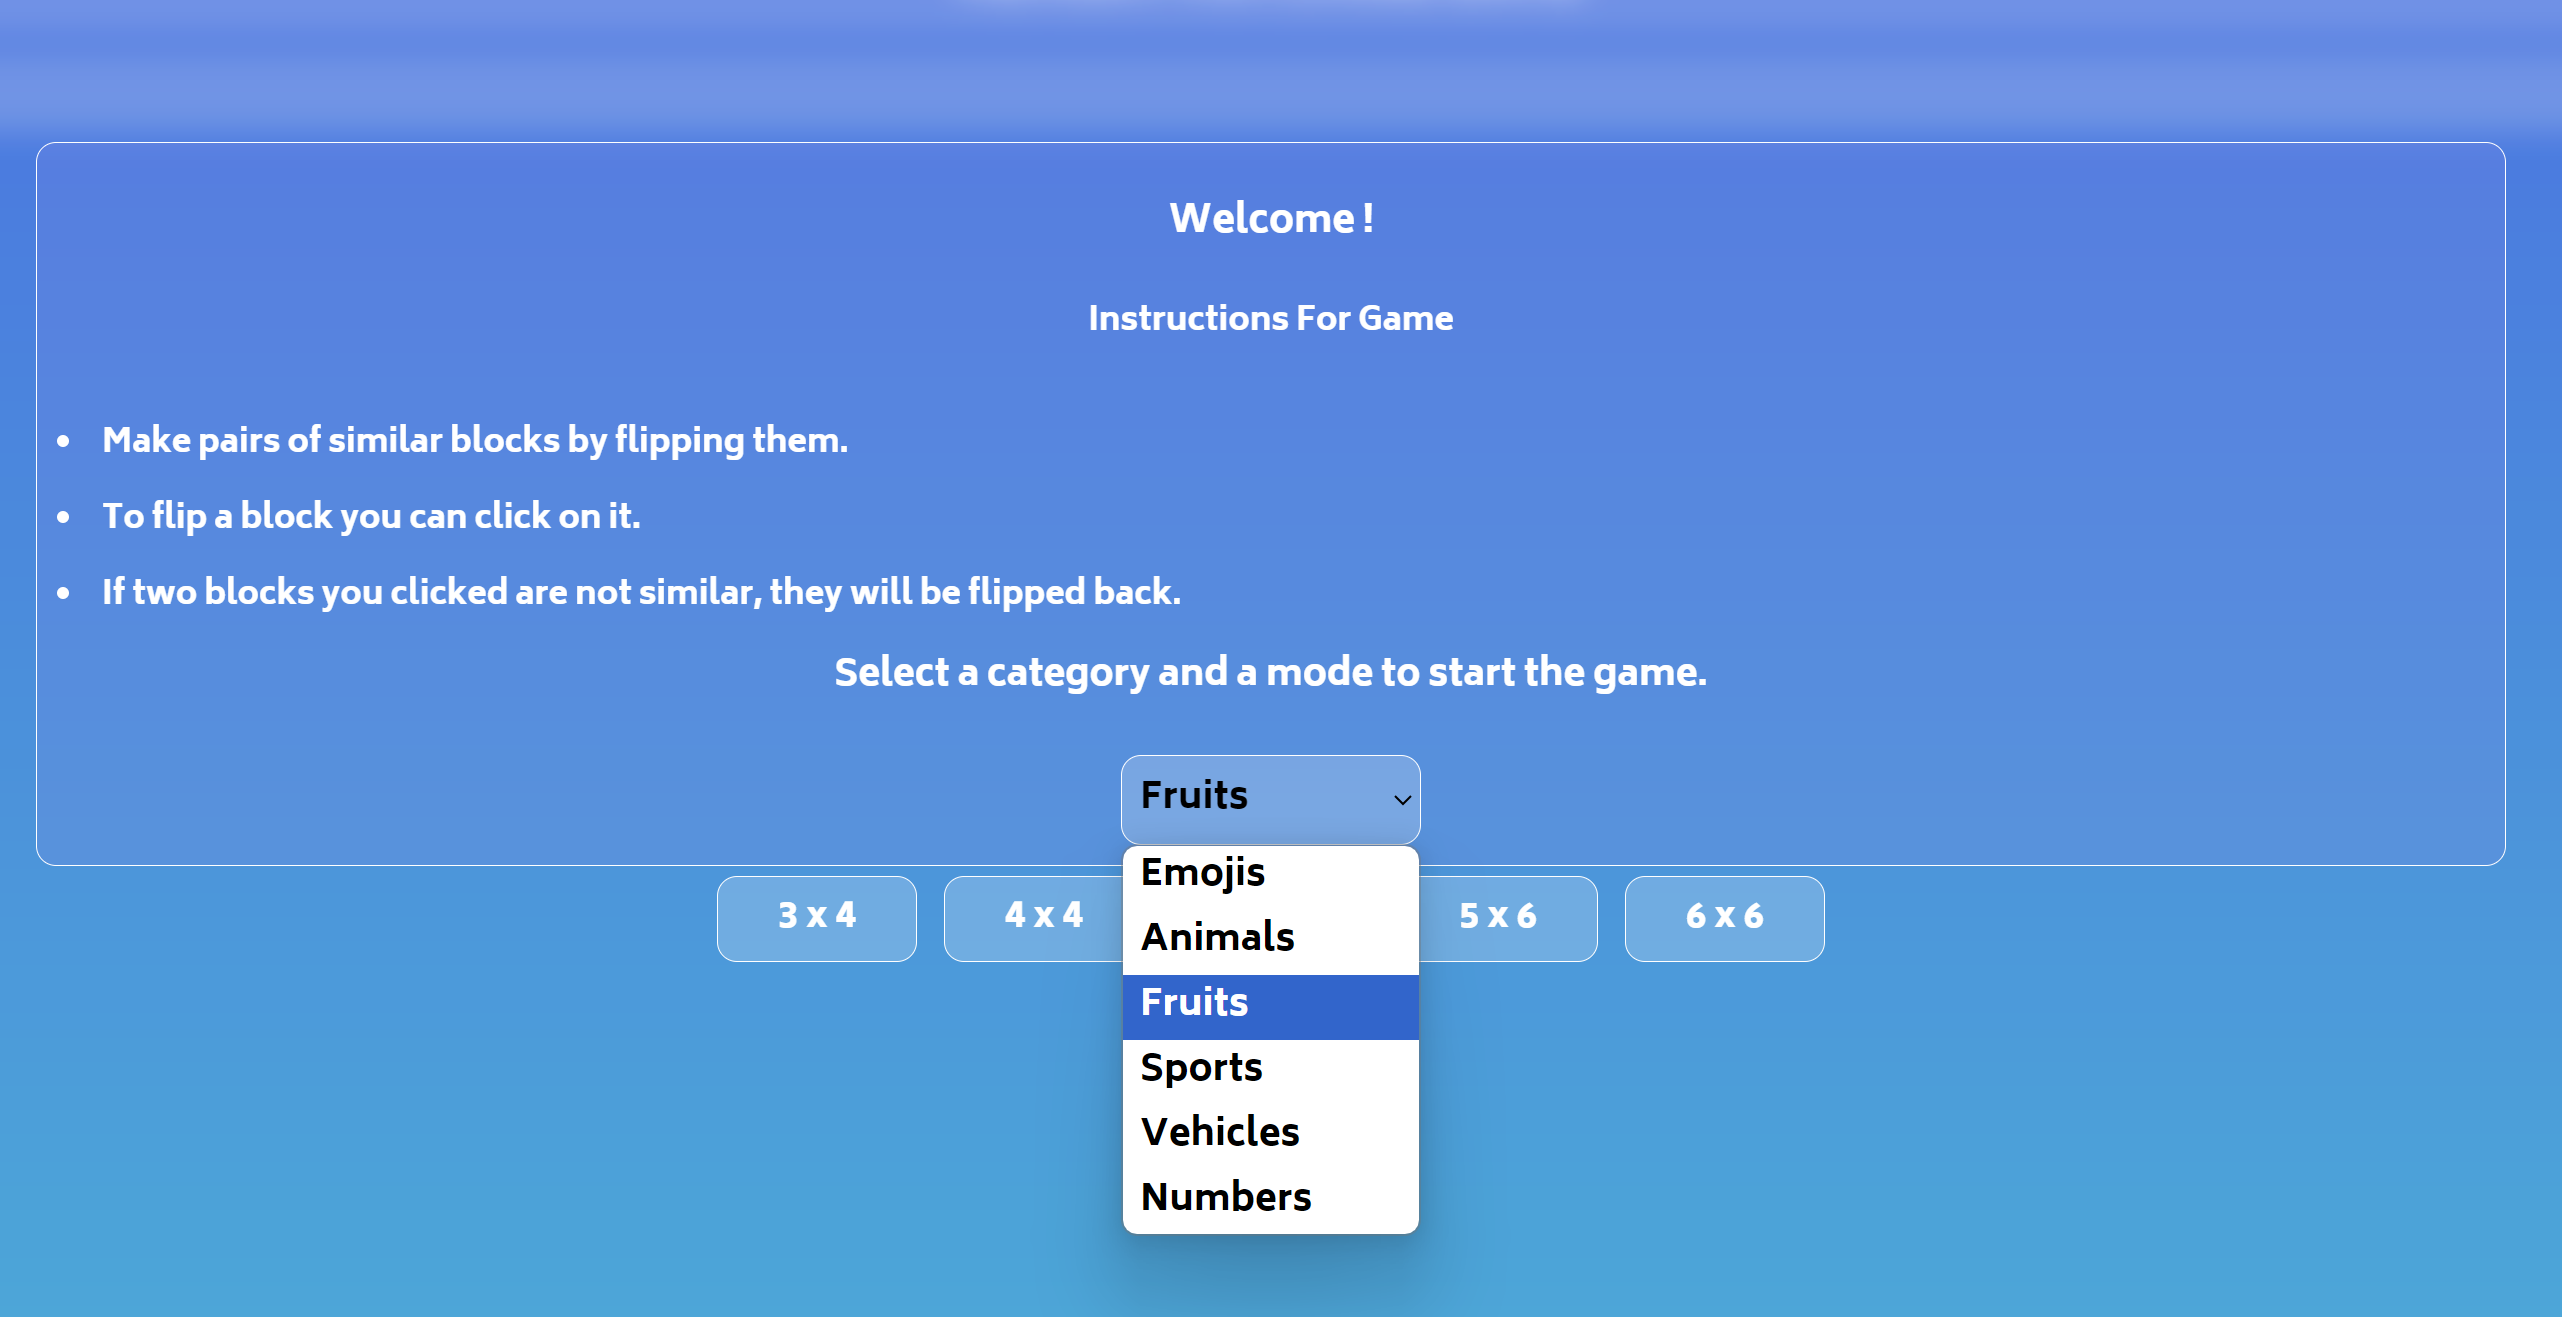 Welcome !
Instructions For Game
• Make pairs of similar blocks by flipping them.
• To flip a block you can click on it.
• If two blocks you clicked are not similar, they will be flipped back.
Select a category and a mode to start the game.
Fruits
Emojis
Animals
Fruits
Sports
Vehicles
Numbers
3 x 4
4 x 4
5 x 6
6 x 6